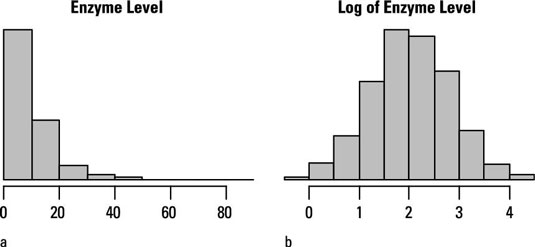 Enzyme Level
0 20 40 60 80
a
Log of Enzyme Level
0 1 2 3 4
b